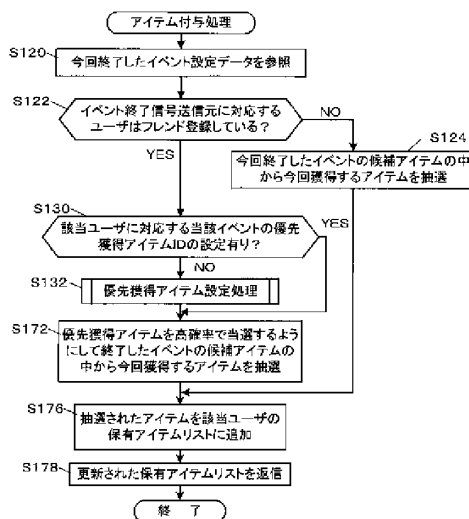 アイテム付与処理
S120
今回終了したイベント設定データを参照
S122
イベント終了信号送信元に対応する
ユーザはフレンド登録している?
NO
S124
YES
今回終了したイベントの候補アイテムの中
から今回獲得するアイテムを抽選
S130
該当ユーザに対応する当該イベントの優先
獲得アイテムIDの設定有り?
YES
NO
S132
優先獲得アイテム設定処理
S172
優先獲得アイテムを高確率で当選するよう
にして終了したイベントの候補アイテムの
中から今回獲得するアイテムを抽選
S176
抽選されたアイテムを該当ユーザの
保有アイテムリストに追加
S178
更新された保有アイテムリストを返信
終 了